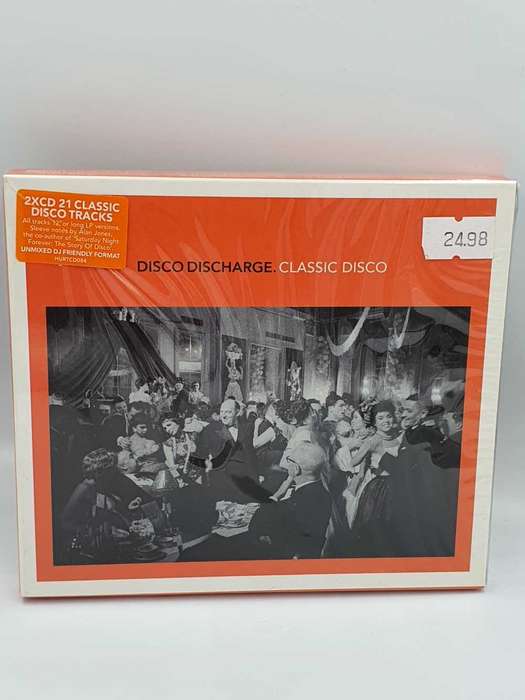 2XCD 21 CLASSIC
DISCO TRACKS
All tracks 12" or long LP versions.
Sleeve notes by Alan Jones,
the co-author of 'Saturday Night
Forever: The Story Of Disco'.
UNMIXED DJ FRIENDLY FORMAT
HURTCD084
24.98
DISCO DISCHARGE. CLASSIC DISCO